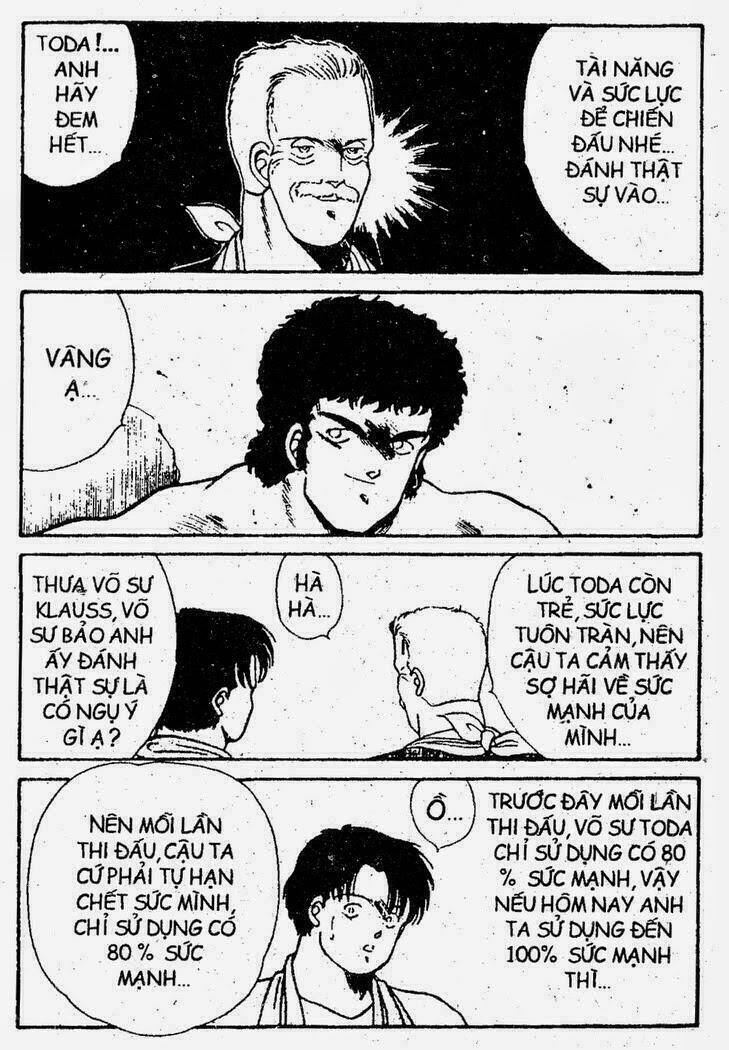 TODA!...
ANH
HÃY
ĐEM
HẾT...
TÀI NĂNG
VÀ SỨC LỰC
ĐỂ CHIẾN
ĐẤU NHÉ...
ĐÁNH THẬT
SỰ VÀO...
VÂNG
Ạ...
THƯA VÕ SƯ
KLAUSS, VÕ
SƯ BẢO ANH
ẤY ĐÁNH
THẬT SỰ LÀ
CÓ NGỤ Ý
GÌ Ạ?
HÀ
HÀ...
LÚC TODA CÒN
TRẺ, SỨC LỰC
TUÔN TRÀN, NÊN
CẬU TA CẢM THẤY
SỢ HÃI VỀ SỨC
MẠNH CỦA
MÌNH...
NÊN MỖI LẦN
THI ĐẤU, CẬU TA
CỨ PHẢI TỰ HẠN
CHẾT SỨC MÌNH,
CHỈ SỬ DỤNG CÓ
80 % SỨC
MẠNH...
Ồ...
TRƯỚC ĐÂY MỖI LẦN
THI ĐẤU, VÕ SƯ TODA
CHỈ SỬ DỤNG CÓ 80
% SỨC MẠNH, VẬY
NẾU HÔM NAY ANH
TA SỬ DỤNG ĐẾN
100% SỨC MẠNH
THÌ...